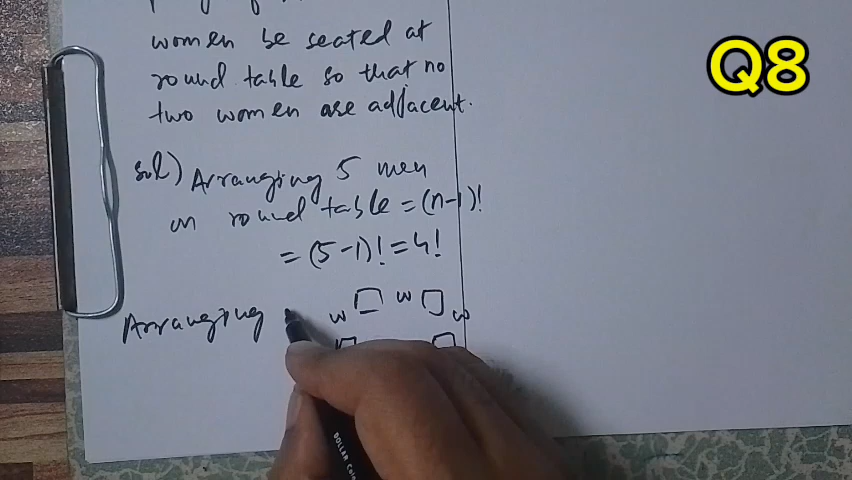 women be seated at
round table so that no
two women are adjacent.
Q8
sol) Arranging 5 men
on round table = (n-1)!
= (5-1)! = 4!
Arranging
w w w
DOLLAR